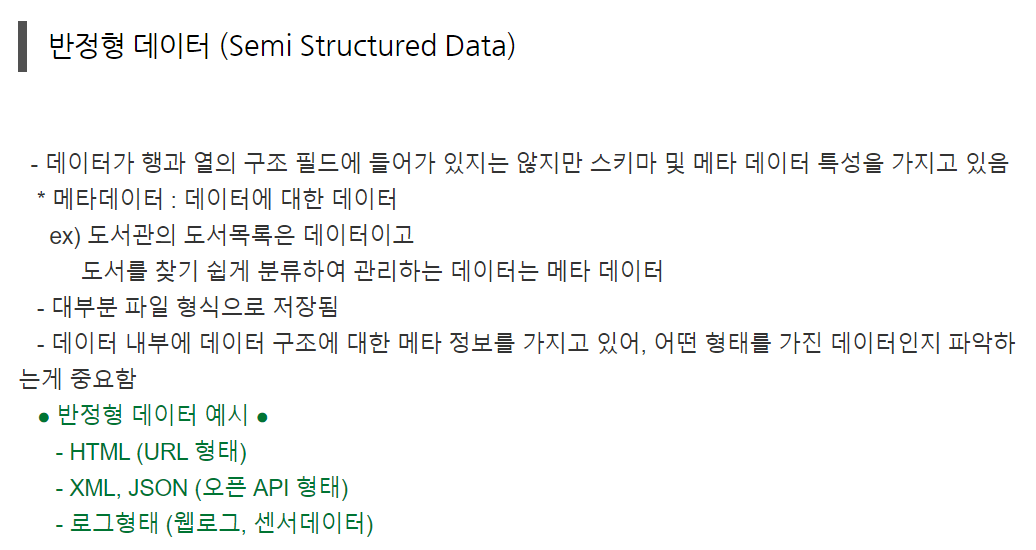 반정형 데이터 (Semi Structured Data)
- 데이터가 행과 열의 구조 필드에 들어가 있지는 않지만 스키마 및 메타 데이터 특성을 가지고 있음
* 메타데이터 : 데이터에 대한 데이터
ex) 도서관의 도서목록은 데이터이고
도서를 찾기 쉽게 분류하여 관리하는 데이터는 메타 데이터
- 대부분 파일 형식으로 저장됨
- 데이터 내부에 데이터 구조에 대한 메타 정보를 가지고 있어, 어떤 형태를 가진 데이터인지 파악하
는게 중요함
● 반정형 데이터 예시 ●
- HTML (URL 형태)
- XML, JSON (오픈 API 형태)
- 로그형태 (웹로그, 센서데이터)